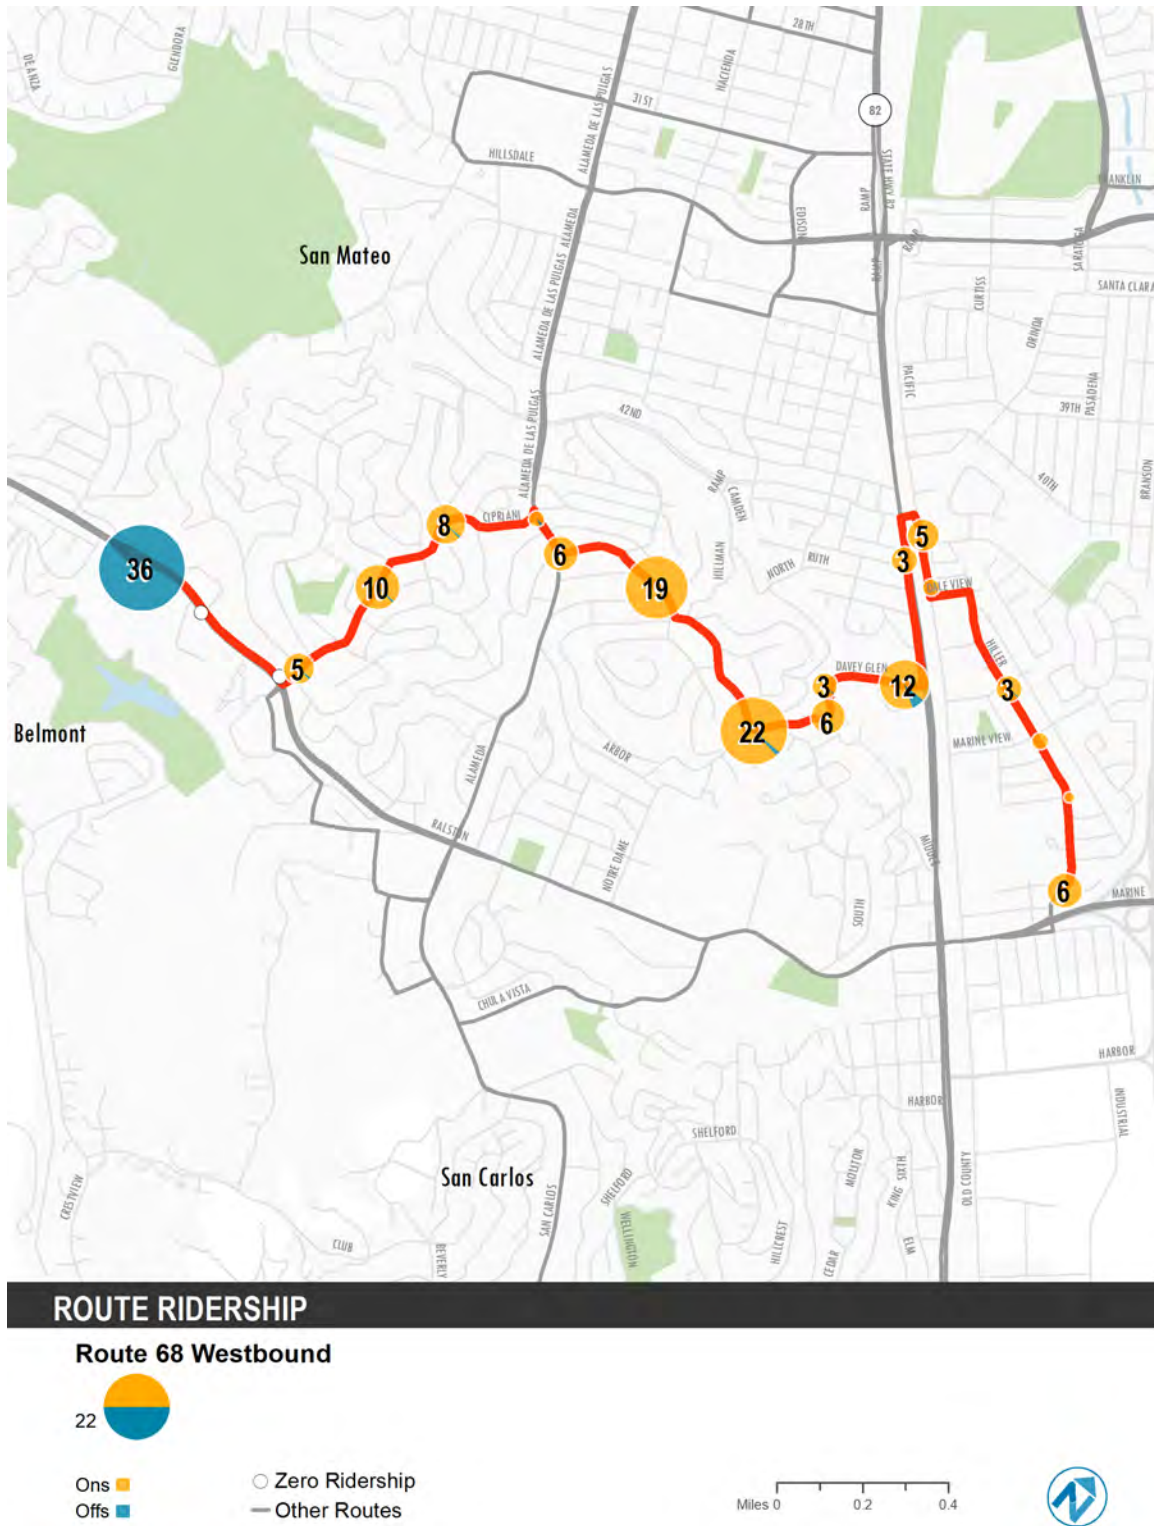 28TH
GLENDORA
DE ANZA
HACIENDA
31ST
ALAMEDA DE LAS PULGAS
82
HILLSDALE
STATE HWY 82
FRANKLIN
RAMP
EDISON
ALAMEDA
RAMP
SARATOGA
San Mateo
RAMP
ALAMEDA DE LAS PULGAS
CURTISS
SANTA CLARA
ORINDA
PACIFIC
PASADENA
39TH
42ND
ALAMEDA DE LAS PULGAS
BRANSON
40TH
RAMP
CAMDEN
CIPRIANI
8
5
6
3
36
HILLMAN
NORTH
RUTH
10
19
HILLER
5
DAVEY GLEN
3
12
3
6
22
Belmont
MARINE VIEW
ARBOR
ALAMEDA
RALSTON
NOTRE DAME
SOUTH
6
MARINE
CHULA VISTA
HARBOR
HARBOR
INDUSTRIAL
SHELFORD
MOLITOR
KING
SIXTH
San Carlos
SHELFORD
OLD COUNTY
CRESTVIEW
SAN CARLOS
WELLINGTON
HILLCREST
ELM
CLUB
BEVERLY
CEDAR
ROUTE RIDERSHIP
Route 68 Westbound
22
Ons
Zero Ridership
Offs
Other Routes
Miles 0 0.2 0.4